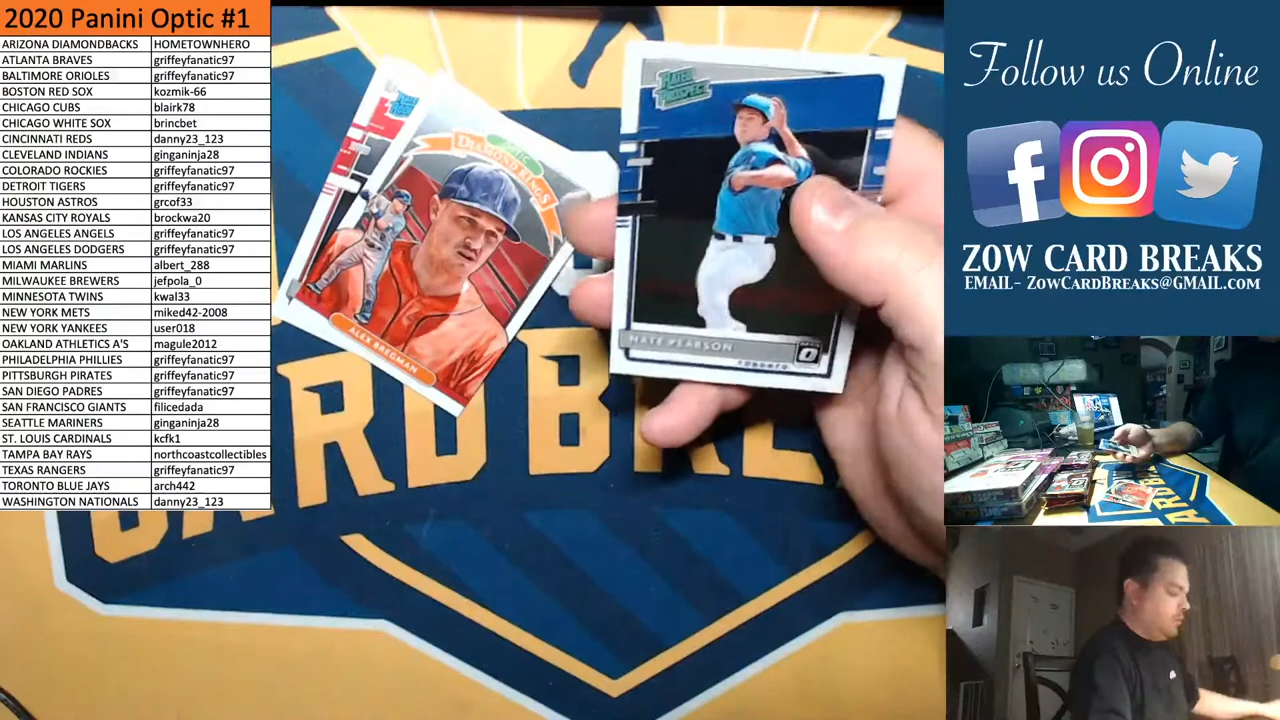 2020 Panini Optic #1
ARIZONA DIAMONDBACKS HOMETOWNHERO
ATLANTA BRAVES griffeyfanatic97
BALTIMORE ORIOLES griffeyfanatic97
BOSTON RED SOX kozmik-66
CHICAGO CUBS blairk78
CHICAGO WHITE SOX brincbet
CINCINNATI REDS danny23_123
CLEVELAND INDIANS ginganinja28
COLORADO ROCKIES griffeyfanatic97
DETROIT TIGERS griffeyfanatic97
HOUSTON ASTROS grcof33
KANSAS CITY ROYALS brockwa20
LOS ANGELES ANGELS griffeyfanatic97
LOS ANGELES DODGERS griffeyfanatic97
MIAMI MARLINS albert_288
MILWAUKEE BREWERS jefpola_0
MINNESOTA TWINS kwal33
NEW YORK METS miked42-2008
NEW YORK YANKEES user018
OAKLAND ATHLETICS A'S magule2012
PHILADELPHIA PHILLIES griffeyfanatic97
PITTSBURGH PIRATES griffeyfanatic97
SAN DIEGO PADRES griffeyfanatic97
SAN FRANCISCO GIANTS filicedada
SEATTLE MARINERS ginganinja28
ST. LOUIS CARDINALS kcfk1
TAMPA BAY RAYS northcoastcollectibles
TEXAS RANGERS griffeyfanatic97
TORONTO BLUE JAYS arch442
WASHINGTON NATIONALS danny23_123
DIAMOND KINGS
ALEX BREGMAN
RATED
PROSPECT
NATE PEARSON
TORONTO
CARD BREA
Follow us Online
ZOW CARD BREAKS
EMAIL- ZowCardBreaks@GMAIL.com